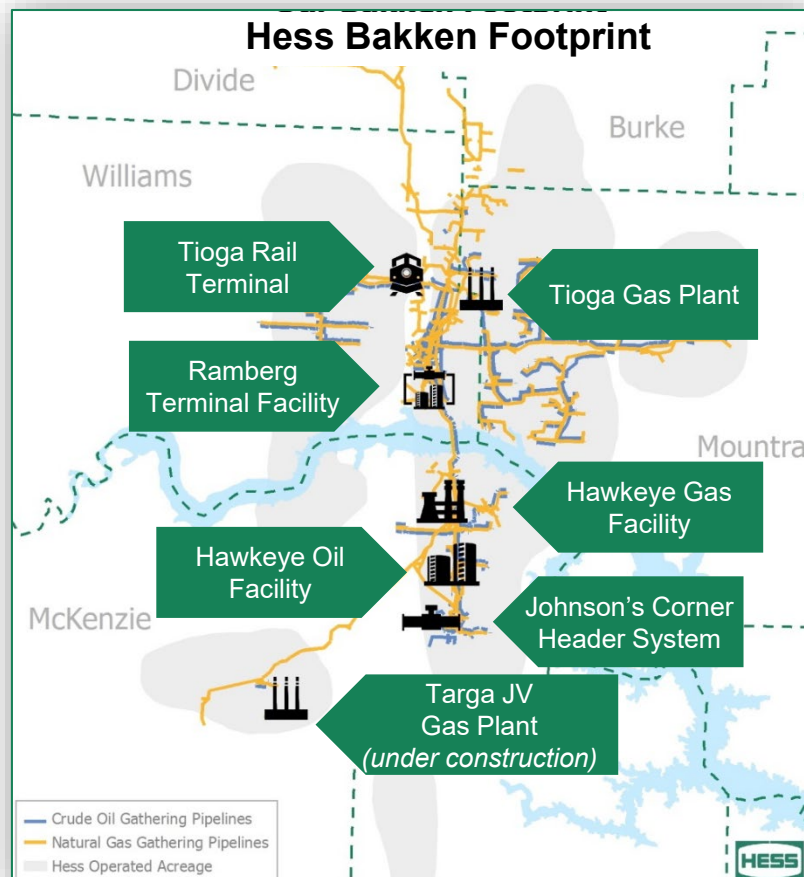 Hess Bakken Footprint
Divide
Burke
Williams
Tioga Rail
Terminal
Tioga Gas Plant
Ramberg
Terminal Facility
Mountra
Hawkeye Gas
Facility
Hawkeye Oil
Facility
McKenzie
Johnson’s Corner
Header System
Targa JV
Gas Plant
(under construction)
Crude Oil Gathering Pipelines
Natural Gas Gathering Pipelines
Hess Operated Acreage
HESS